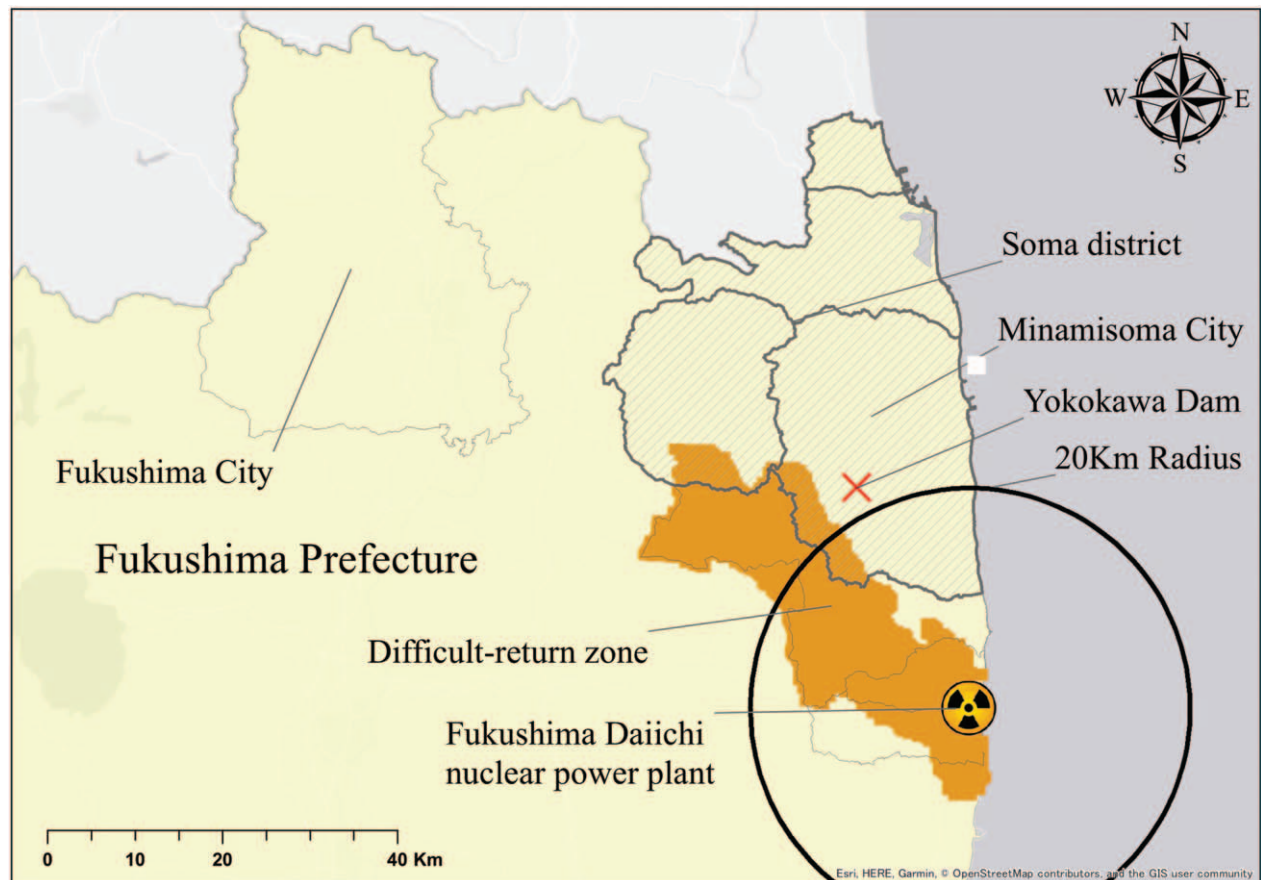 N
W E
S
Soma district
Minamisoma City
Yokokawa Dam
20Km Radius
Fukushima City
Fukushima Prefecture
Difficult-return zone
Fukushima Daiichi
nuclear power plant
0 10 20 40 Km
Esri, HERE, Garmin, © OpenStreetMap contributors, and the GIS user community